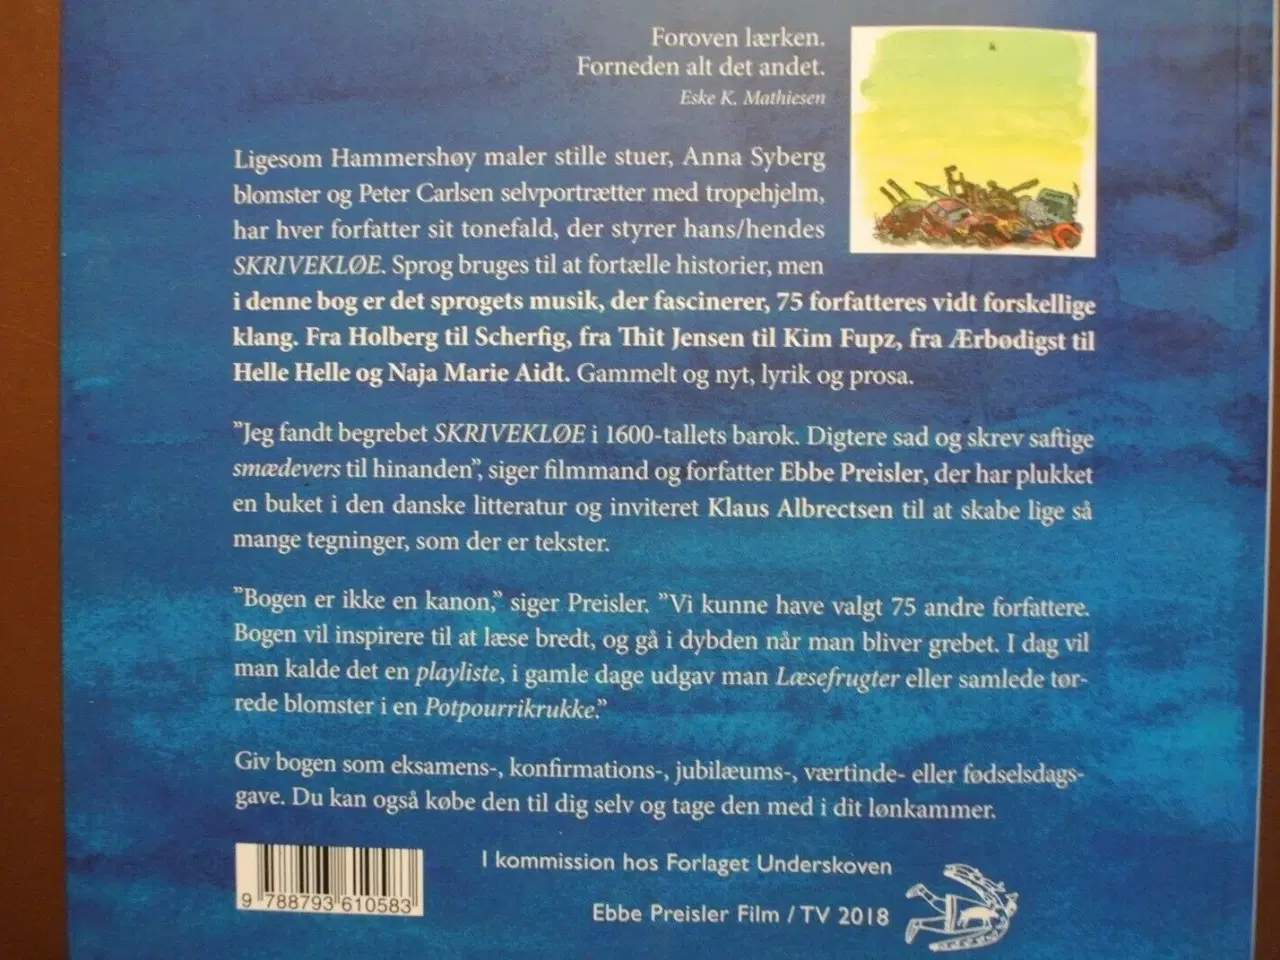 Foroven lærken.
Forneden alt det andet.
Eske K. Mathiesen
Ligesom Hammershøy maler stille stuer, Anna Syberg
blomster og Peter Carlsen selvportrætter med tropehjelm,
har hver forfatter sit tonefald, der styrer hans/hendes
SKRIVEKLØE. Sprog bruges til at fortælle historier, men
i denne bog er det sprogets musik, der fascinerer, 75 forfatteres vidt forskellige
klang. Fra Holberg til Scherfig, fra Thit Jensen til Kim Fupz, fra Ærbødigst til
Helle Helle og Naja Marie Aidt. Gammelt og nyt, lyrik og prosa.
”Jeg fandt begrebet SKRIVEKLØE i 1600-tallets barok. Digtere sad og skrev saftige
smædevers til hinanden”, siger filmmand og forfatter Ebbe Preisler, der har plukket
en buket i den danske litteratur og inviteret Klaus Albrectsen til at skabe lige så
mange tegninger, som der er tekster.
”Bogen er ikke en kanon,” siger Preisler. ”Vi kunne have valgt 75 andre forfattere.
Bogen vil inspirere til at læse bredt, og gå i dybden når man bliver grebet. I dag vil
man kalde det en playliste, i gamle dage udgav man Læsefrugter eller samlede tør-
rede blomster i en Potpourrikrukke.”
Giv bogen som eksamens-, konfirmations-, jubilæums-, værtinde- eller fødselsdags-
gave. Du kan også købe den til dig selv og tage den med i dit lønkammer.
I kommission hos Forlaget Underskoven
Ebbe Preisler Film / TV 2018
9 788793 610583